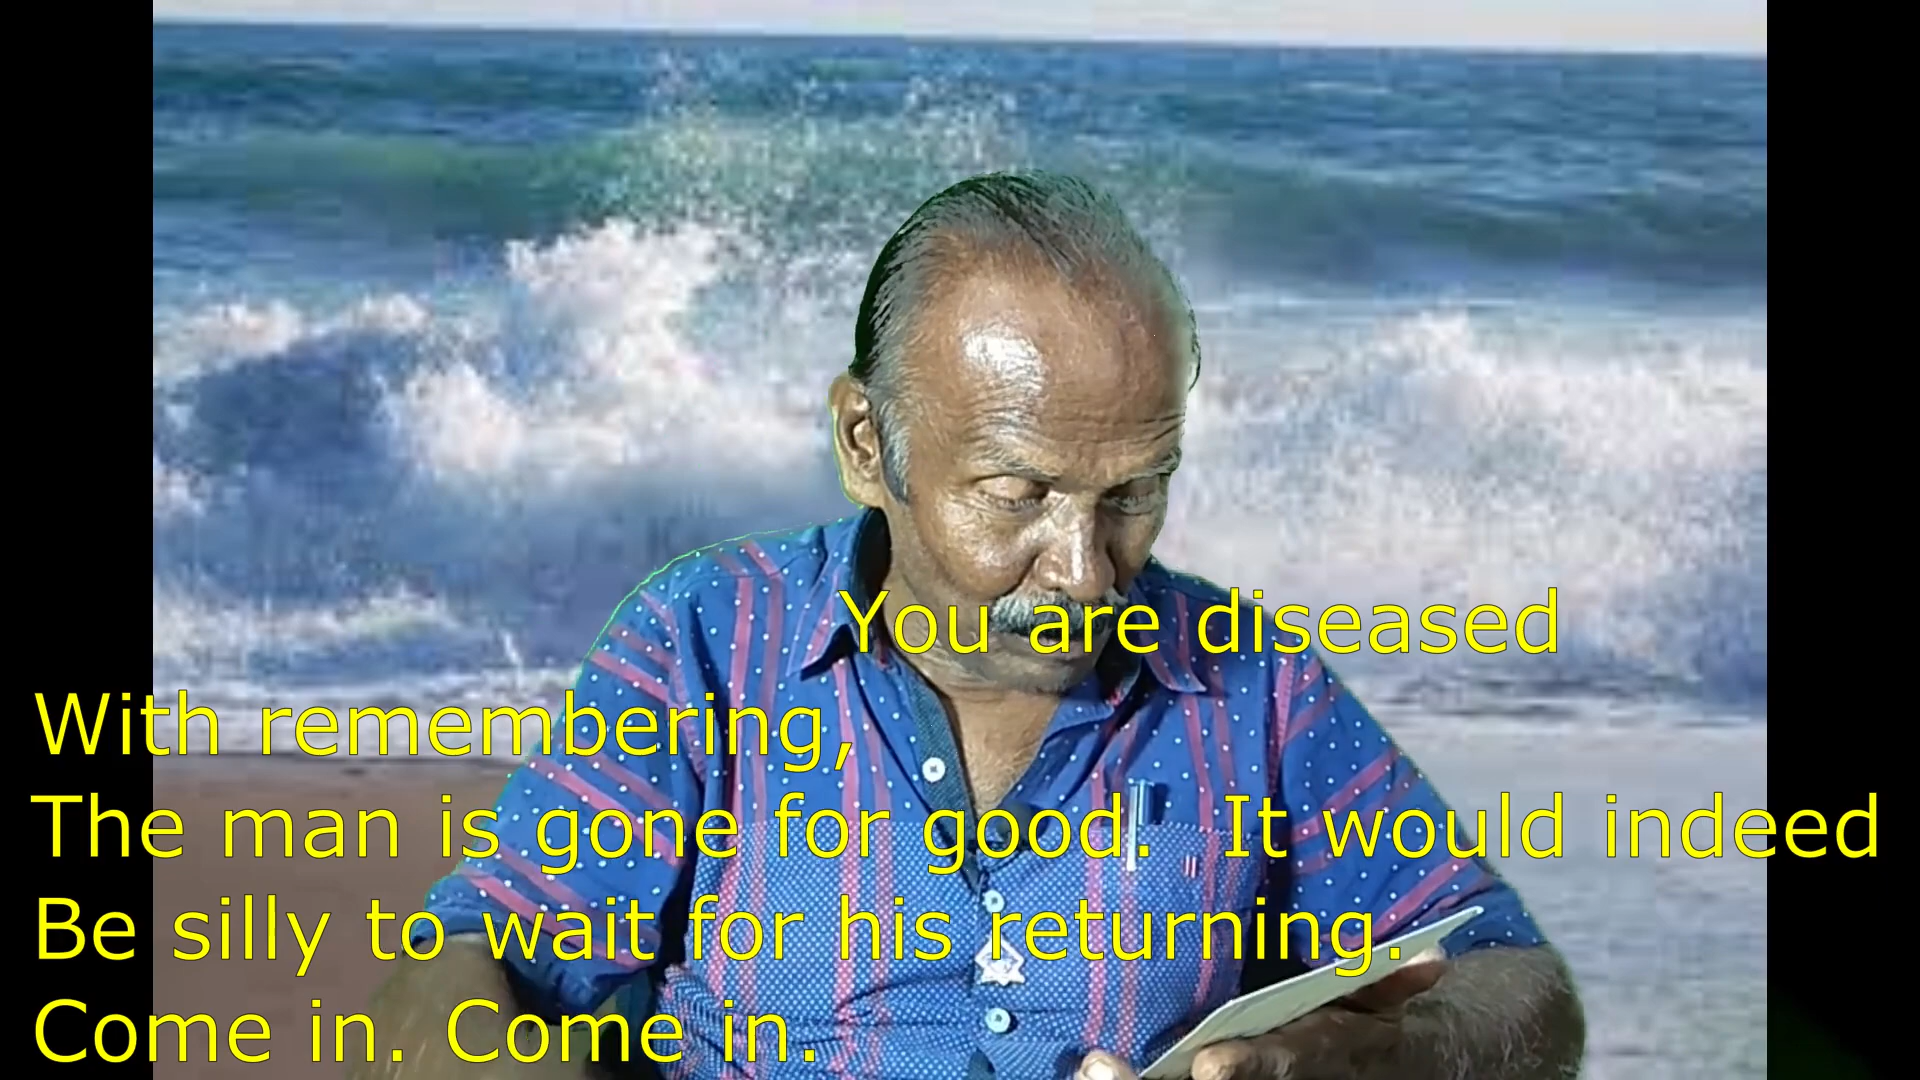 You are diseased
With remembering,
The man is gone for good. It would indeed
Be silly to wait for his returning.
Come in. Come in.